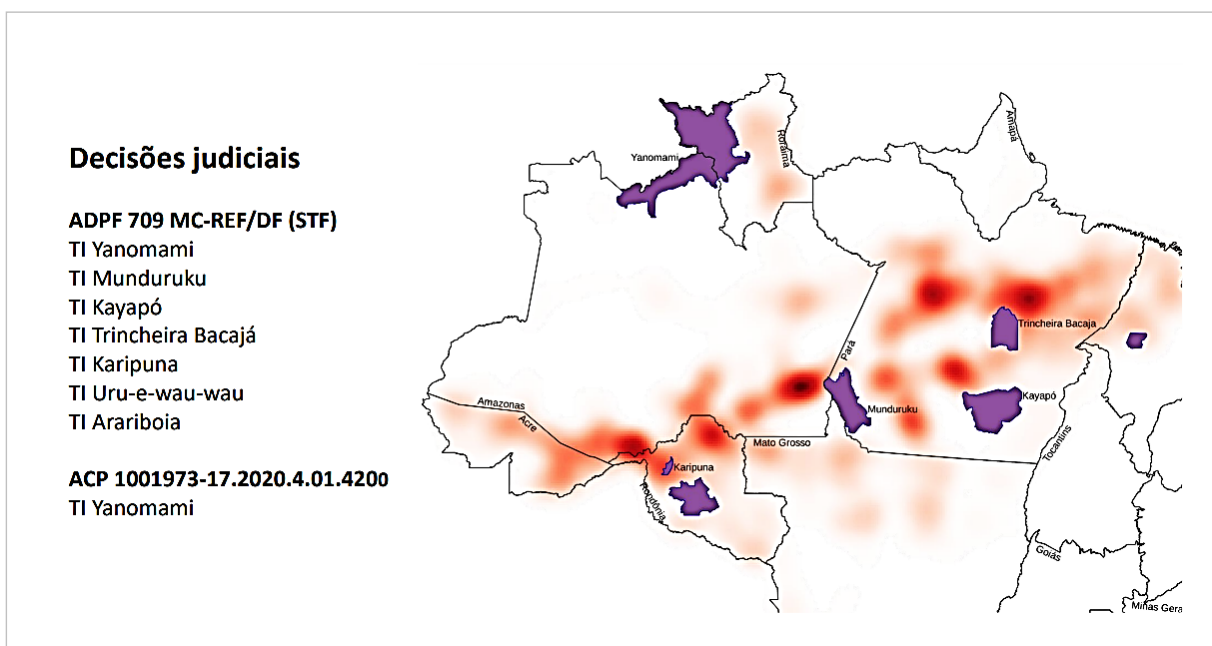 Decisões judiciais
ADPF 709 MC-REF/DF (STF)
TI Yanomami
TI Munduruku
TI Kayapó
TI Trincheira Bacajá
TI Karipuna
TI Uru-e-wau-wau
TI Arariboia
ACP 1001973-17.2020.4.01.4200
TI Yanomami
Yanomami
Roraima
Amapá
Trincheira Bacaja
Pará
Kayapó
Munduruku
Amazonas
Acre
Mato Grosso
Tocantins
Karipuna
Rondônia
Goiás
Minas Gera